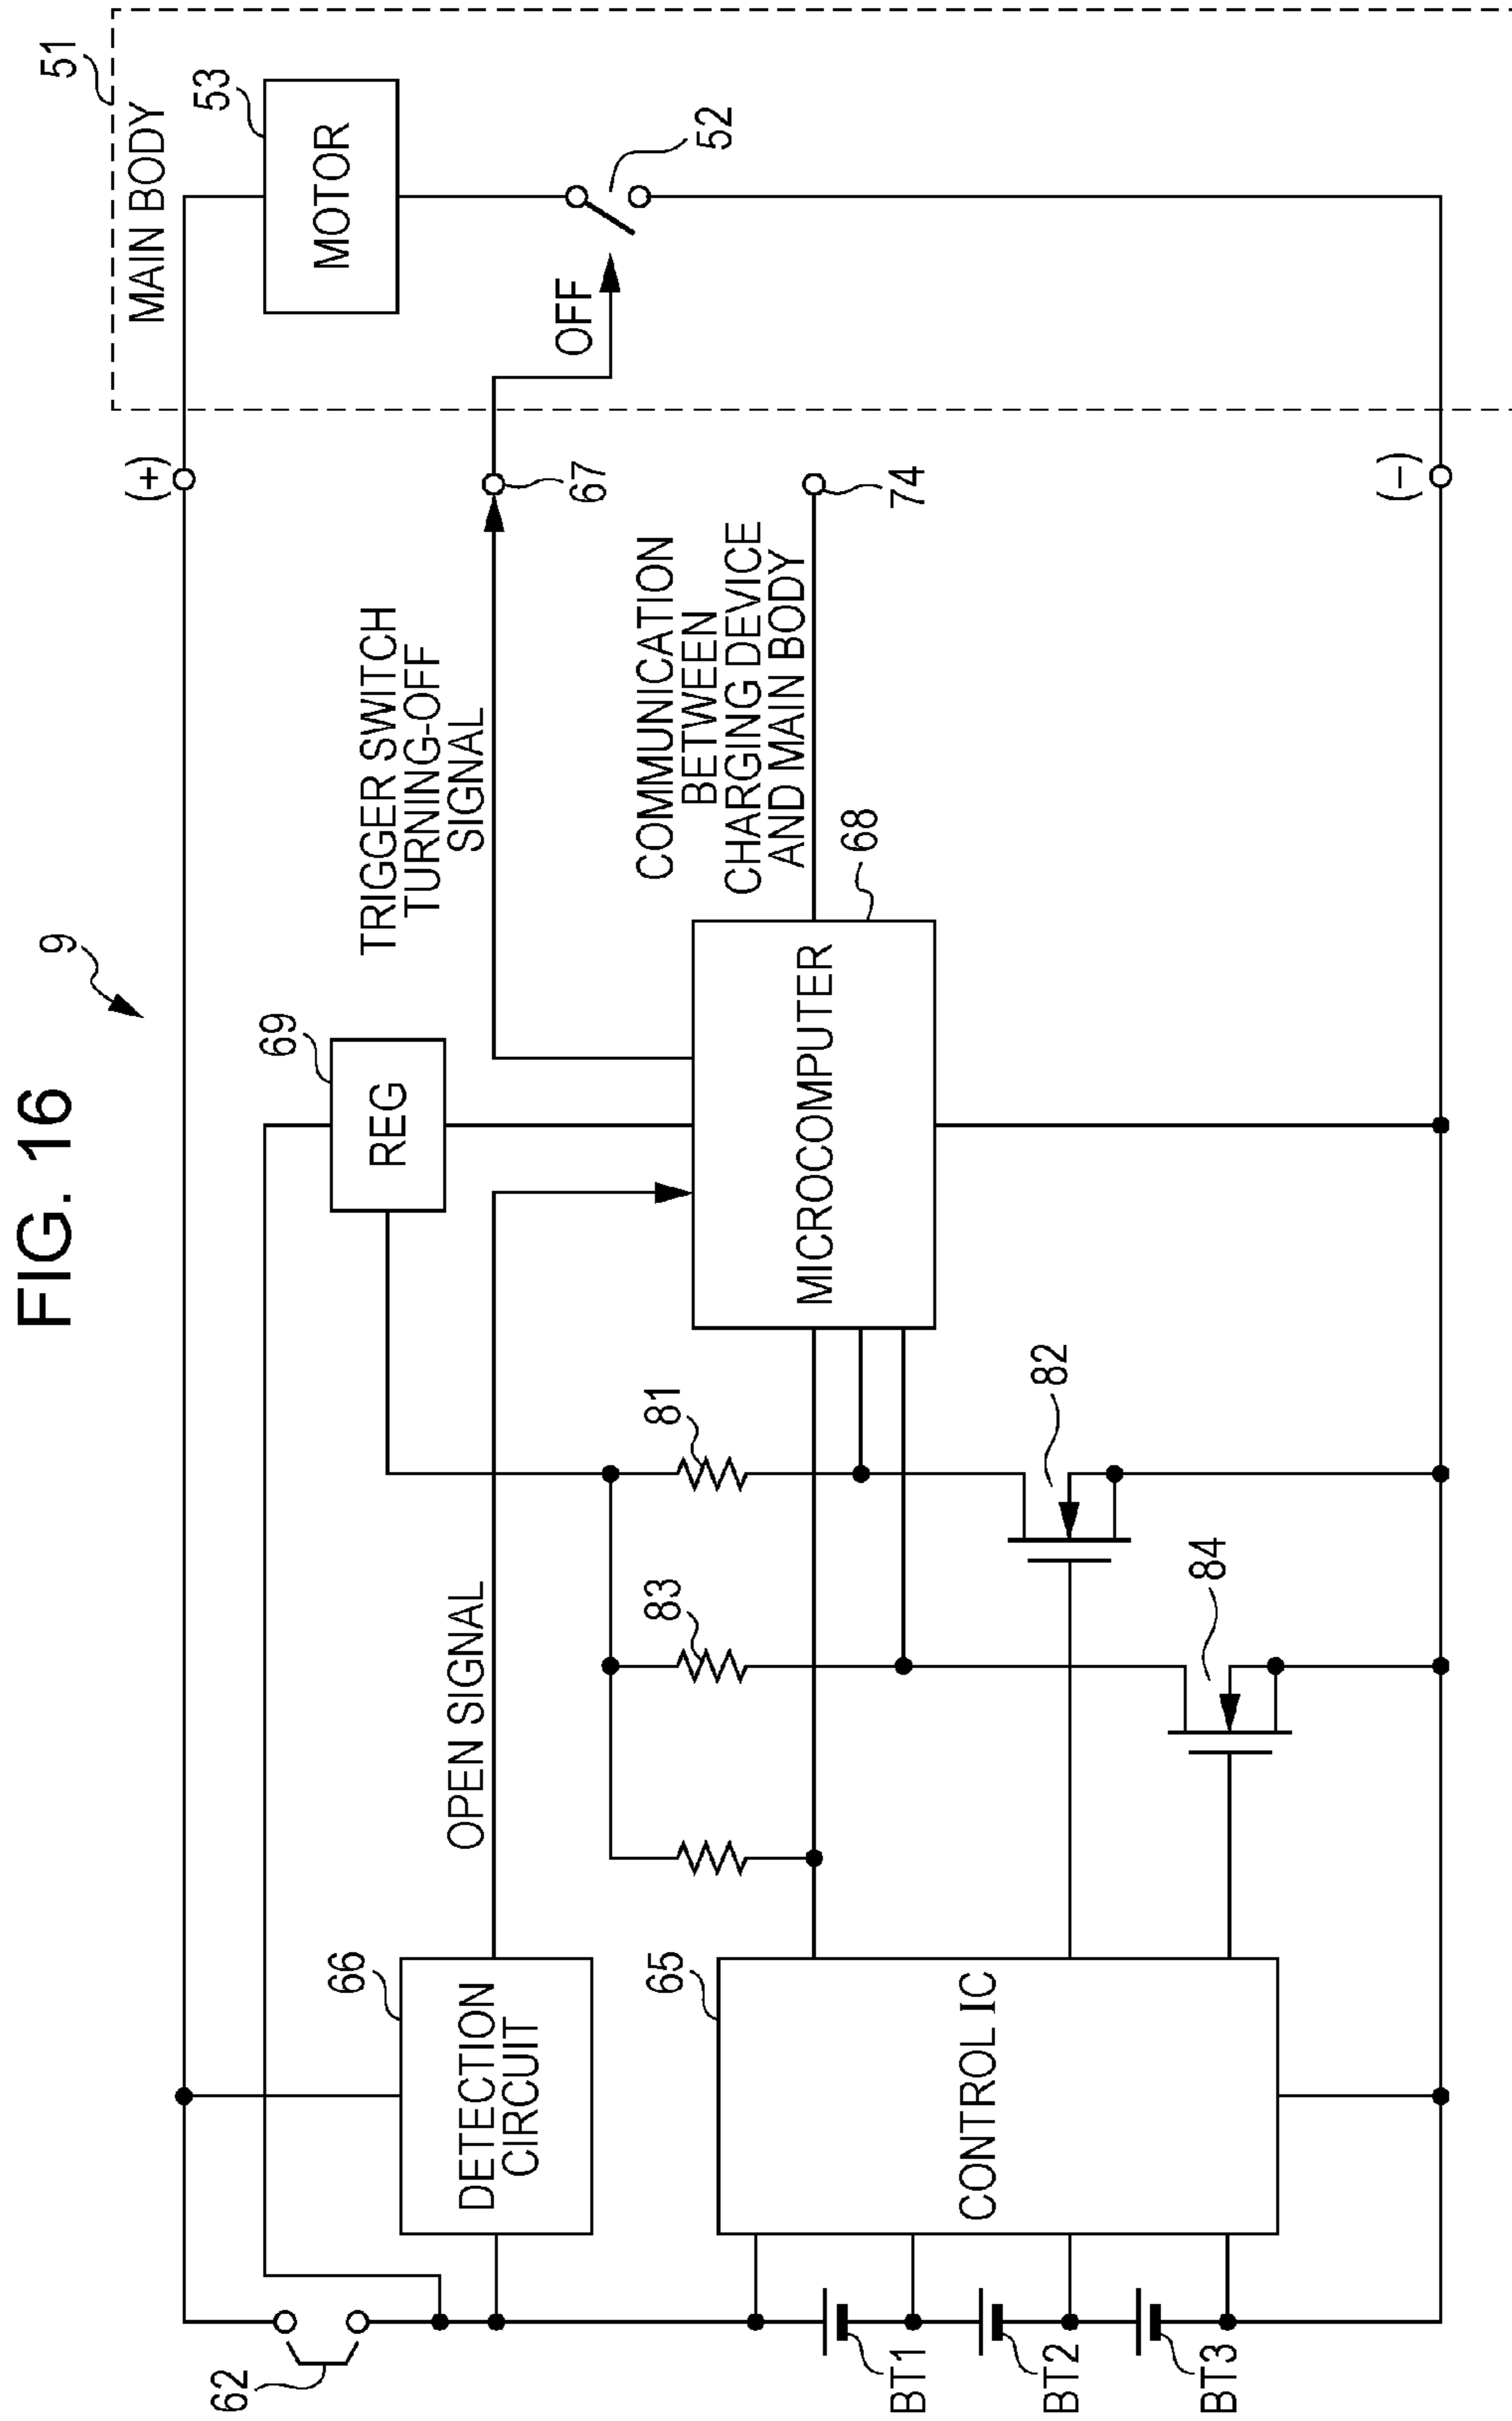 FIG. 16
9
51
MAIN BODY
53
MOTOR
52
OFF
(+)
67
TRIGGER SWITCH
TURNING-OFF
SIGNAL
COMMUNICATION
BETWEEN
CHARGING DEVICE
AND MAIN BODY
74
(−)
69
REG
68
MICROCOMPUTER
OPEN SIGNAL
81
83
82
84
66
DETECTION
CIRCUIT
65
CONTROL IC
62
BT1
BT2
BT3